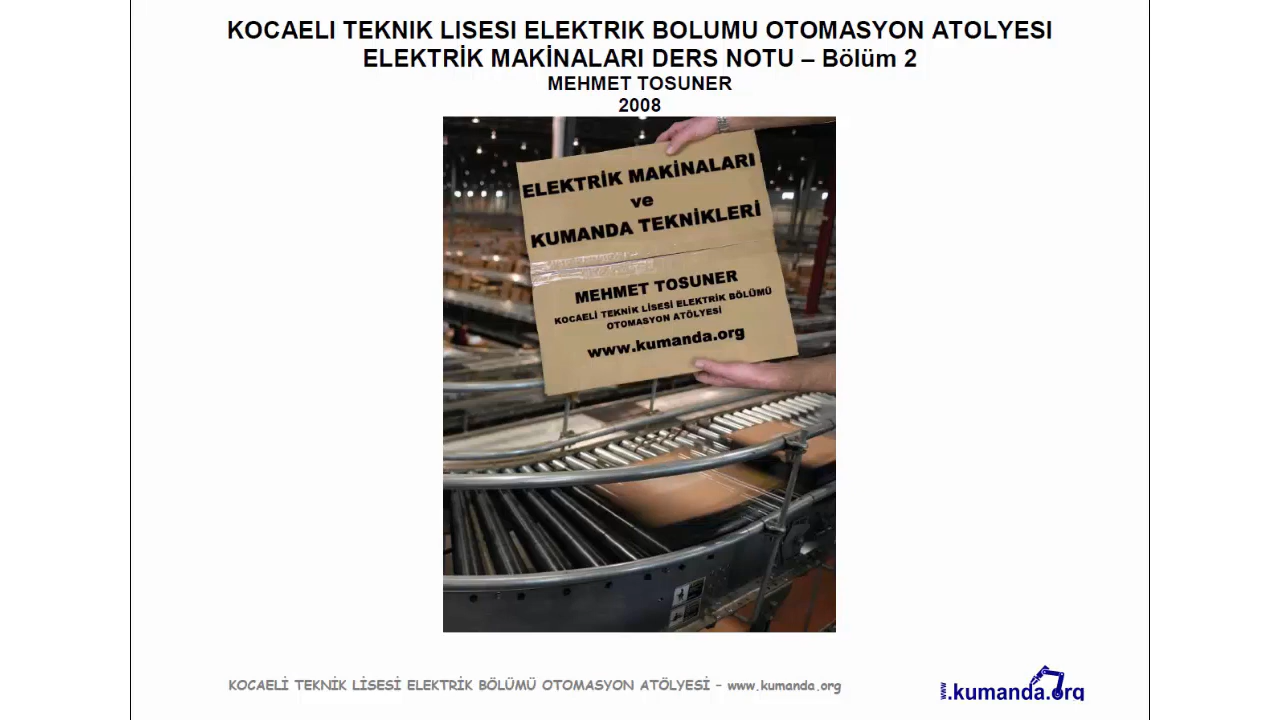 KOCAELI TEKNIK LISESI ELEKTRIK BOLUMU OTOMASYON ATOLYESI
ELEKTRİK MAKİNALARI DERS NOTU – Bölüm 2
MEHMET TOSUNER
2008
ELEKTRİK MAKİNALARI
ve
KUMANDA TEKNİKLERİ
MEHMET TOSUNER
KOCAELİ TEKNİK LİSESİ ELEKTRİK BÖLÜMÜ
OTOMASYON ATÖLYESİ
www.kumanda.org
KOCAELİ TEKNİK LİSESİ ELEKTRİK BÖLÜMÜ OTOMASYON ATÖLYESİ – www.kumanda.org
www.kumanda.org